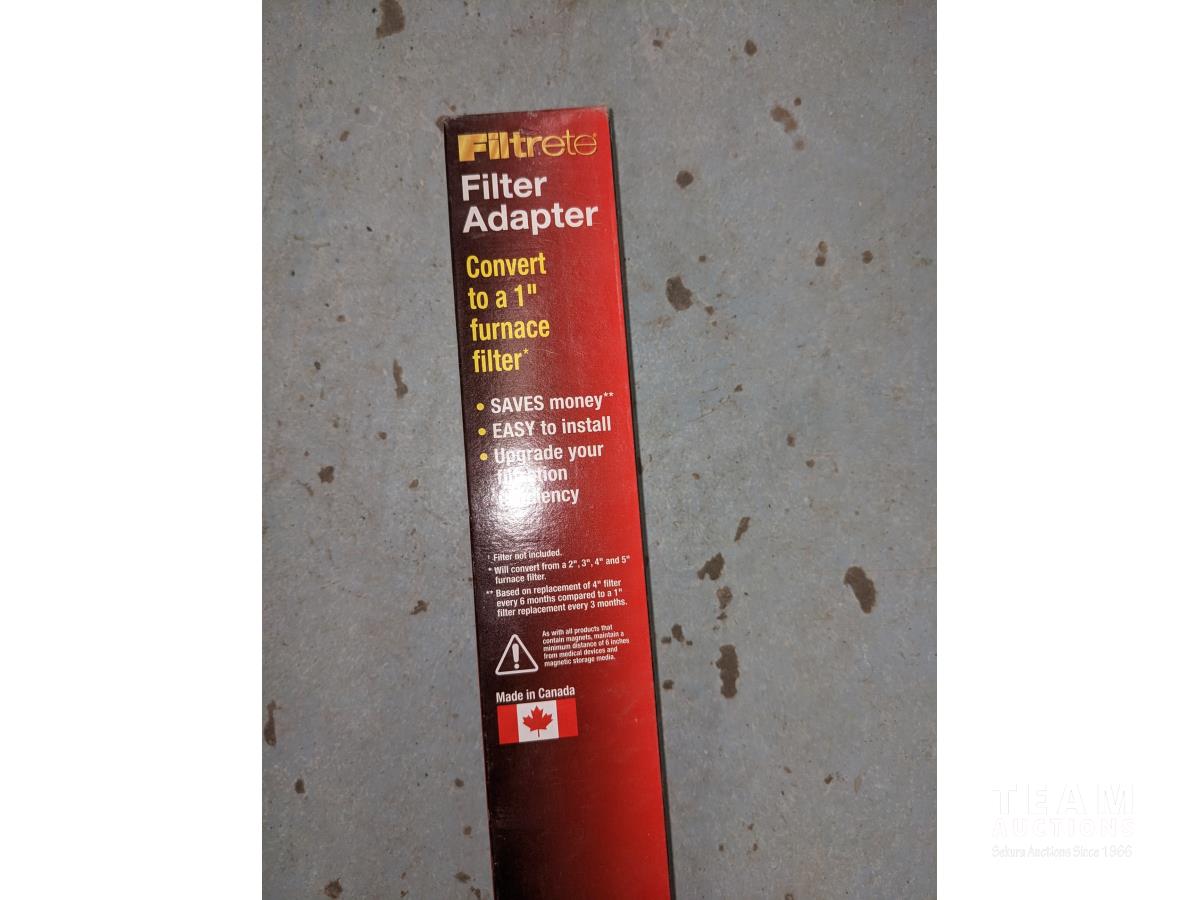 Filtrete
Filter
Adapter
Convert
to a 1"
furnace
filter*
• SAVES money**
• EASY to install
• Upgrade your
† Filter not included.
* Will convert from a 2", 3", 4" and 5"
furnace filter.
** Based on replacement of 4" filter
every 6 months compared to a 1"
filter replacement every 3 months.
As with all products that
contain magnets, maintain a
minimum distance of 6 inches
from medical devices and
magnetic storage media.
Made in Canada
TEAM
AUCTIONS
Sekura Auctions Since 1966